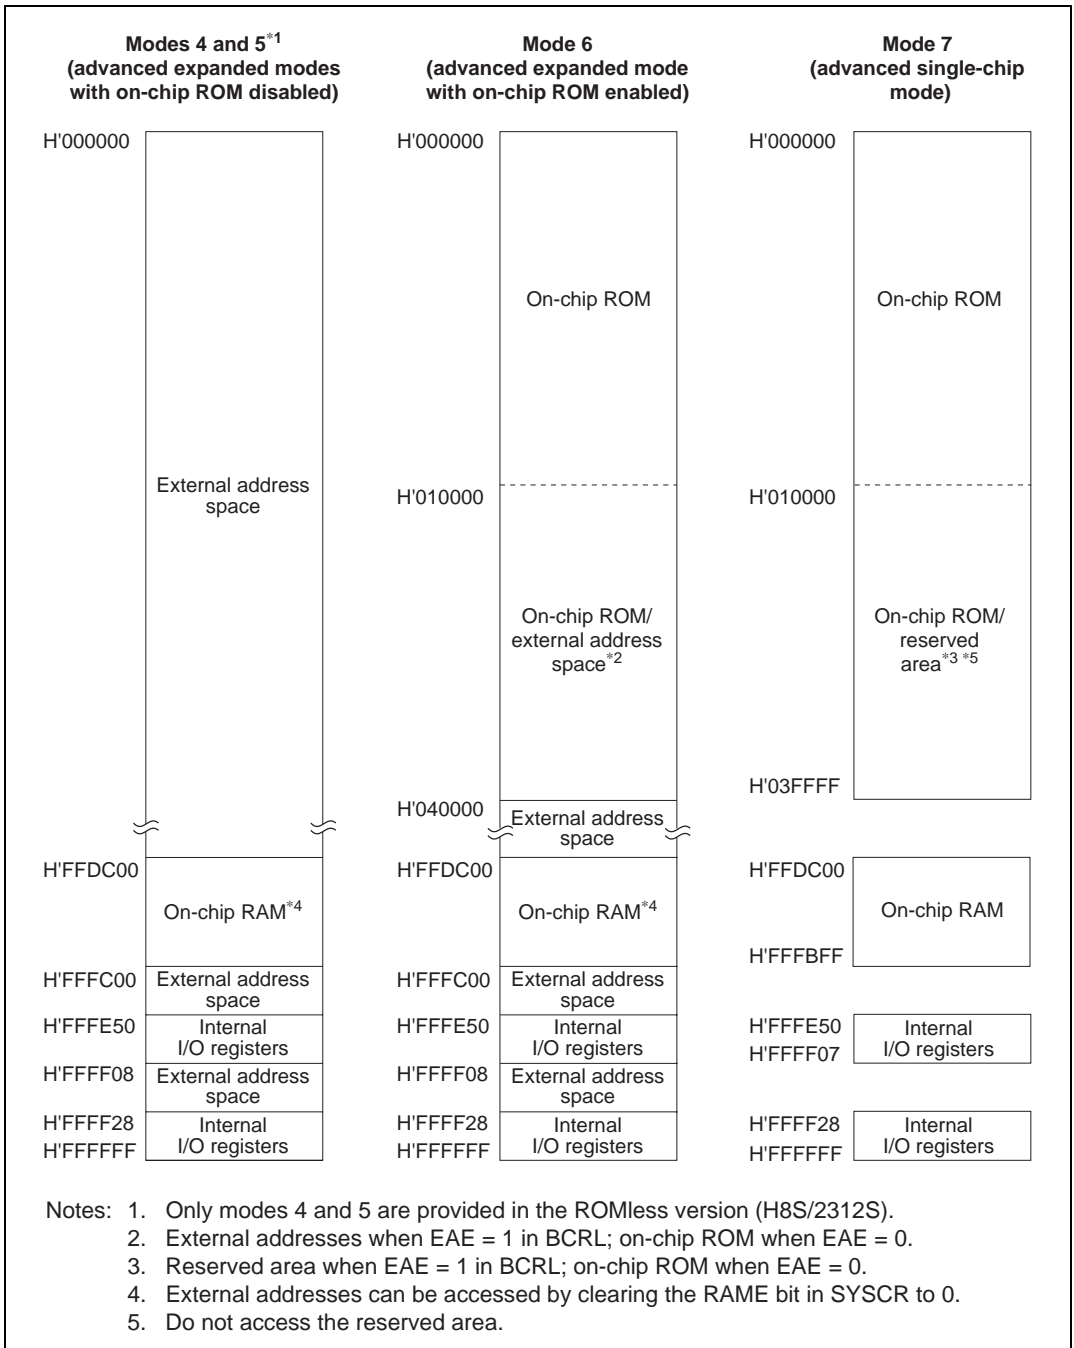 Modes 4 and 5*1
(advanced expanded modes
with on-chip ROM disabled)
H'000000
External address
space
H'FFDC00
On-chip RAM*4
H'FFFC00
External address
space
H'FFFE50
Internal
I/O registers
H'FFFF08
External address
space
H'FFFF28
Internal
I/O registers
H'FFFFFF
Mode 6
(advanced expanded mode
with on-chip ROM enabled)
H'000000
On-chip ROM
H'010000
On-chip ROM/
external address
space*2
H'040000
External address
space
H'FFDC00
On-chip RAM*4
H'FFFC00
External address
space
H'FFFE50
Internal
I/O registers
H'FFFF08
External address
space
H'FFFF28
Internal
I/O registers
H'FFFFFF
Mode 7
(advanced single-chip
mode)
H'000000
On-chip ROM
H'010000
On-chip ROM/
reserved
area*3 *5
H'03FFFF
H'FFDC00
On-chip RAM
H'FFFBFF
H'FFFE50
Internal
I/O registers
H'FFFF07
H'FFFF28
Internal
I/O registers
H'FFFFFF
Notes: 1. Only modes 4 and 5 are provided in the ROMless version (H8S/2312S).
2. External addresses when EAE = 1 in BCRL; on-chip ROM when EAE = 0.
3. Reserved area when EAE = 1 in BCRL; on-chip ROM when EAE = 0.
4. External addresses can be accessed by clearing the RAME bit in SYSCR to 0.
5. Do not access the reserved area.